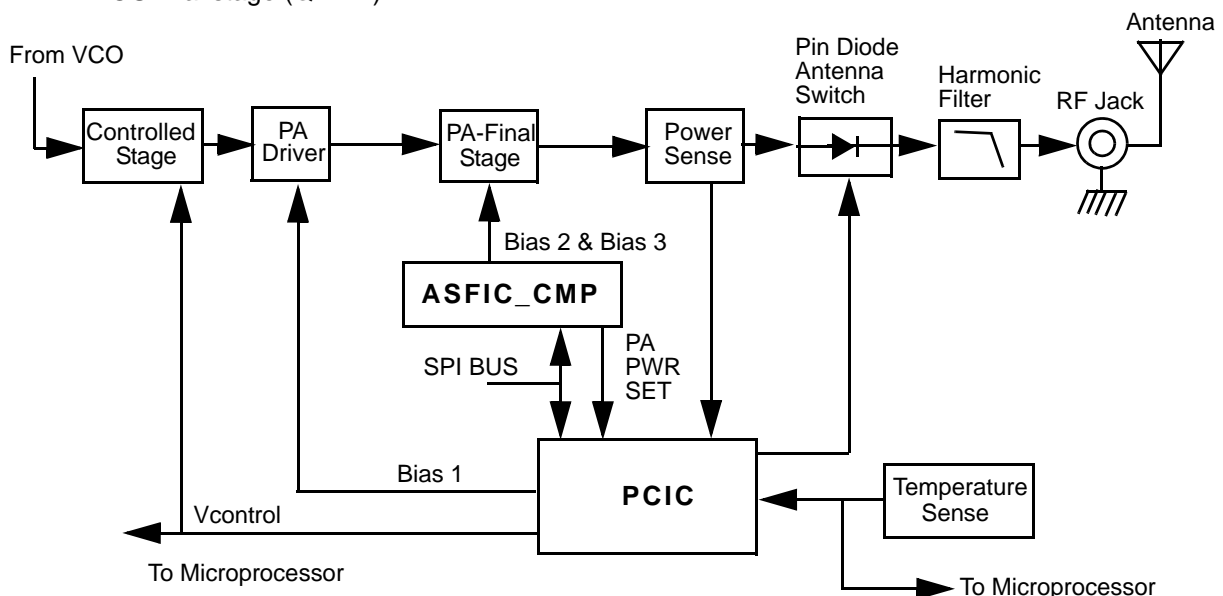 Antenna
From VCO
Pin Diode
Antenna
Switch
Harmonic
Filter
RF Jack
Controlled
Stage
PA
Driver
PA-Final
Stage
Power
Sense
Bias 2 & Bias 3
ASFIC_CMP
SPI BUS
PA
PWR
SET
Bias 1
PCIC
Temperature
Sense
Vcontrol
To Microprocessor
To Microprocessor